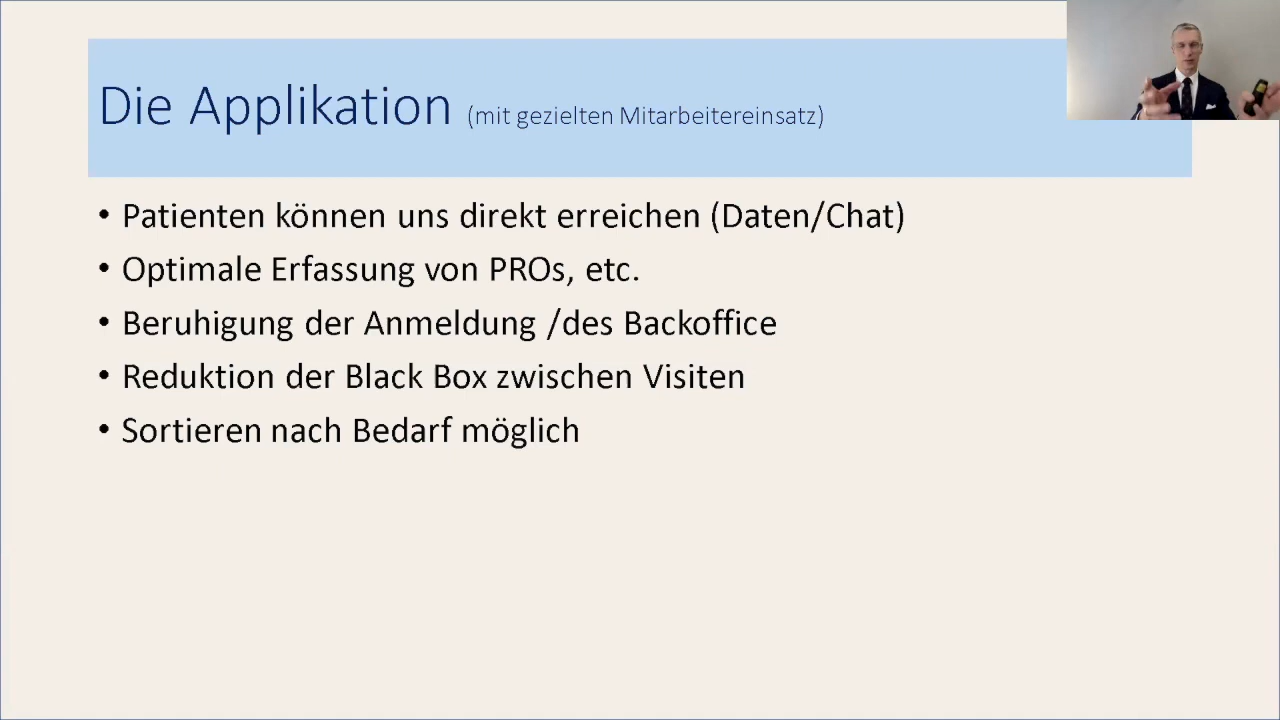 Die Applikation (mit gezielten Mitarbeitereinsatz)
• Patienten können uns direkt erreichen (Daten/Chat)
• Optimale Erfassung von PROs, etc.
• Beruhigung der Anmeldung /des Backoffice
• Reduktion der Black Box zwischen Visiten
• Sortieren nach Bedarf möglich